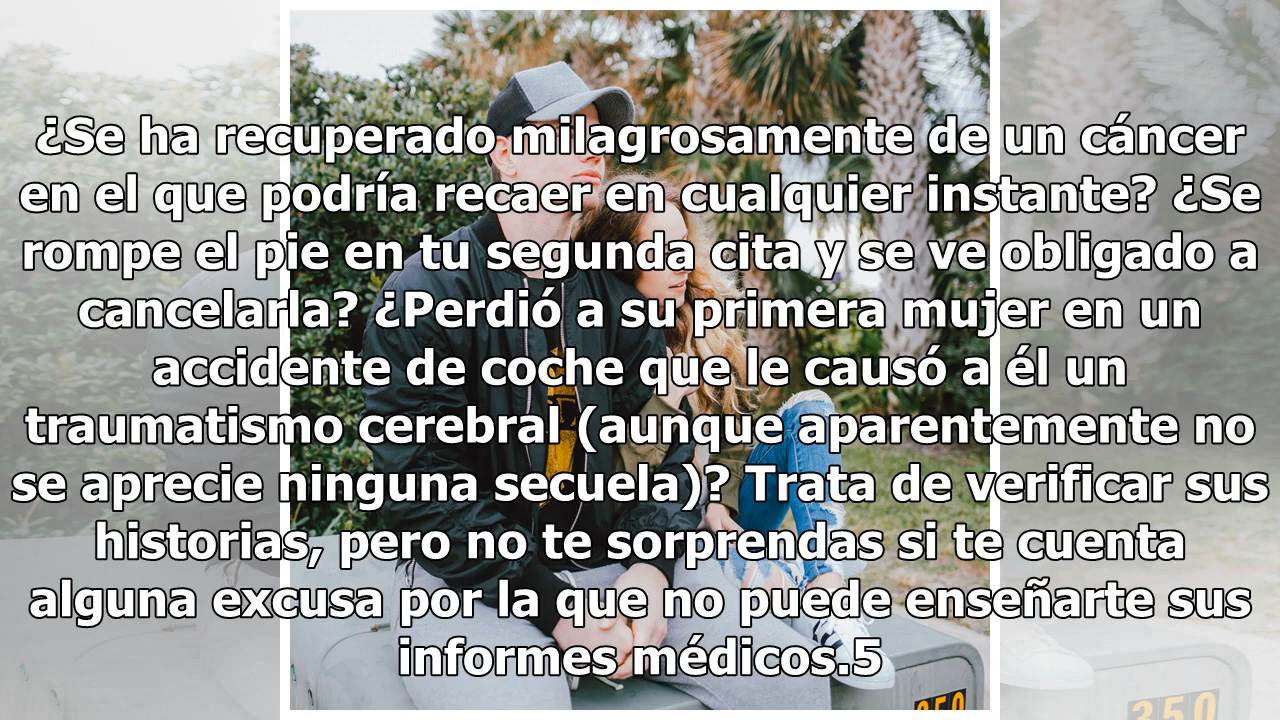 ¿Se ha recuperado milagrosamente de un cáncer
en el que podría recaer en cualquier instante? ¿Se
rompe el pie en tu segunda cita y se ve obligado a
cancelarla? ¿Perdió a su primera mujer en un
accidente de coche que le causó a él un
traumatismo cerebral (aunque aparentemente no
se aprecie ninguna secuela)? Trata de verificar sus
historias, pero no te sorprendas si te cuenta
alguna excusa por la que no puede enseñarte sus
informes médicos.5
350